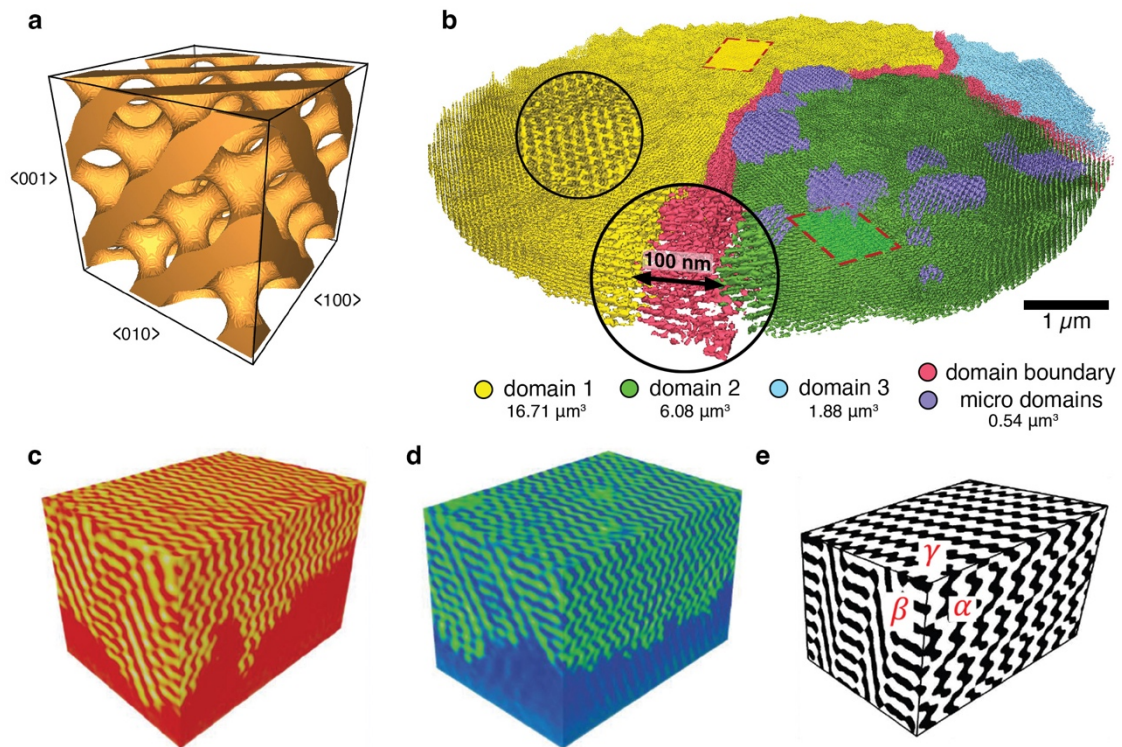 a
<001>
<010>
<100>
b
100 nm
1 μm
domain 1
16.71 μm³
domain 2
6.08 μm³
domain 3
1.88 μm³
domain boundary
micro domains
0.54 μm³
c
d
e
γ
β
α